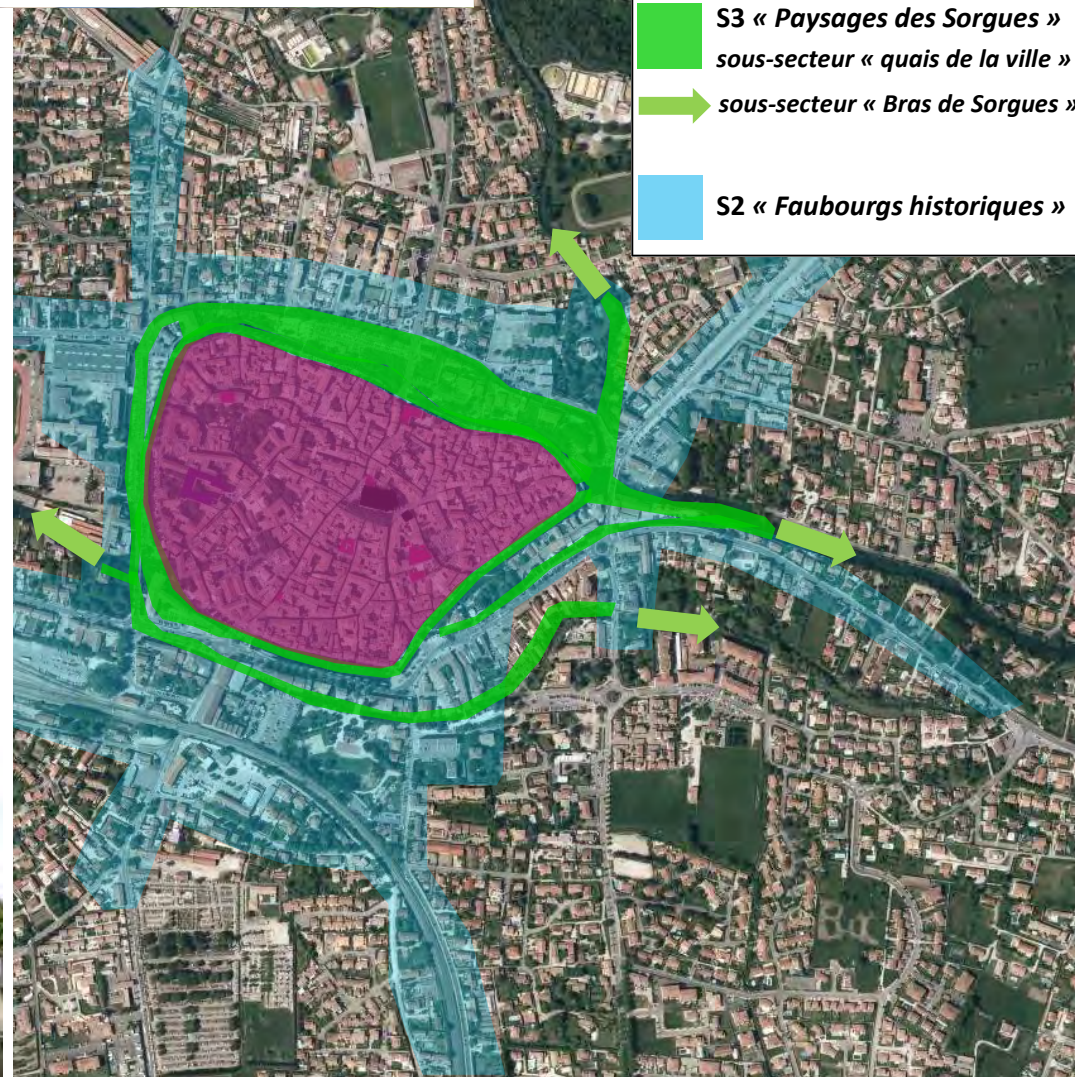 S3 « Paysages des Sorgues »
sous-secteur « quais de la ville »
sous-secteur « Bras de Sorgues »
S2 « Faubourgs historiques »